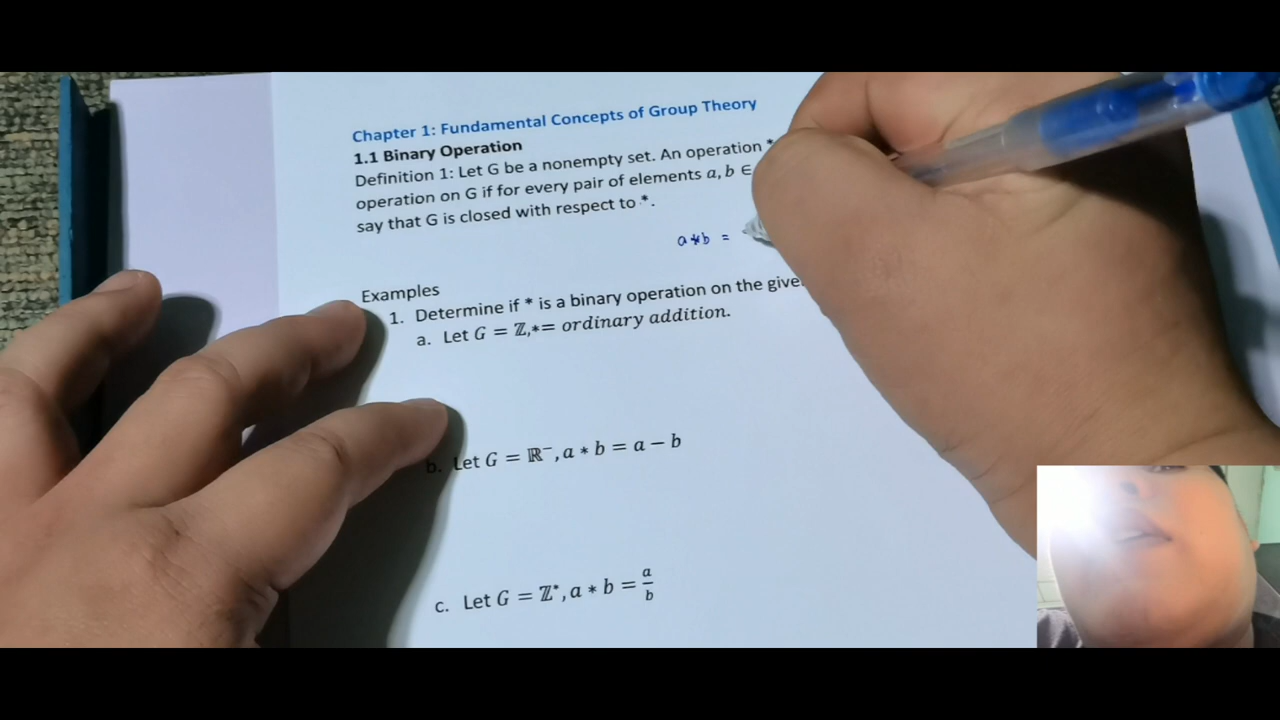 Chapter 1: Fundamental Concepts of Group Theory
1.1 Binary Operation
Definition 1: Let G be a nonempty set. An operation *
operation on G if for every pair of elements a, b ∈
say that G is closed with respect to *.
a * b =
Examples
1. Determine if * is a binary operation on the give
a. Let G = ℤ,*= ordinary addition.
b. Let G = ℝ⁻, a * b = a − b
c. Let G = ℤ*, a * b = a/b